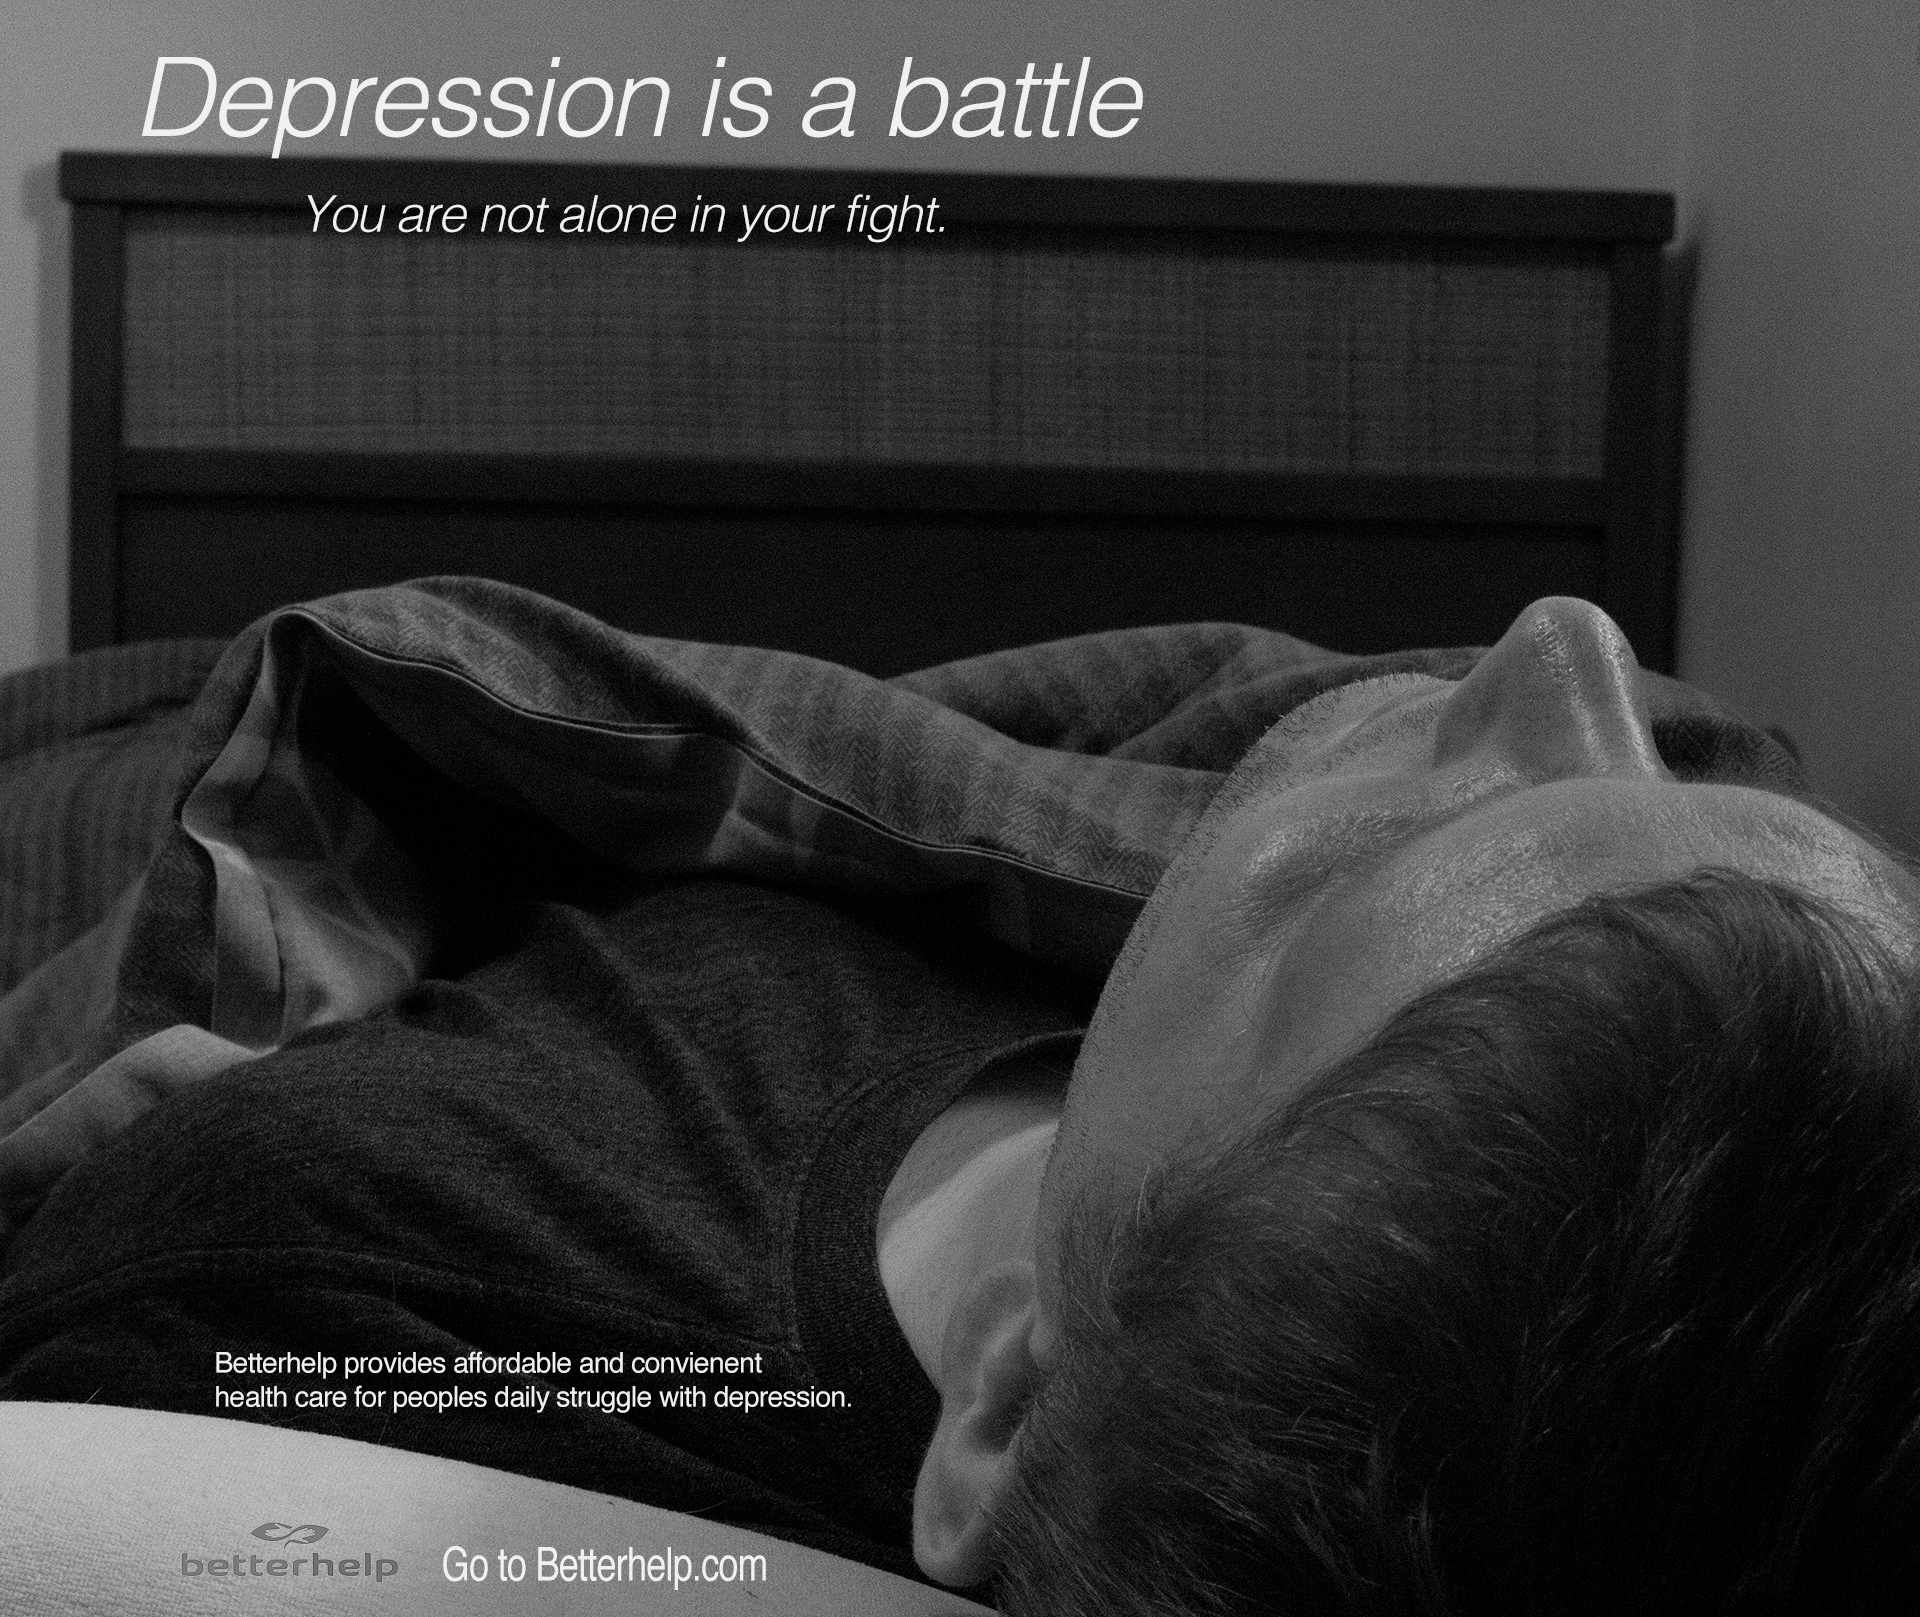 Depression is a battle
You are not alone in your fight.
Betterhelp provides affordable and convienent
health care for peoples daily struggle with depression.
betterhelp
Go to Betterhelp.com